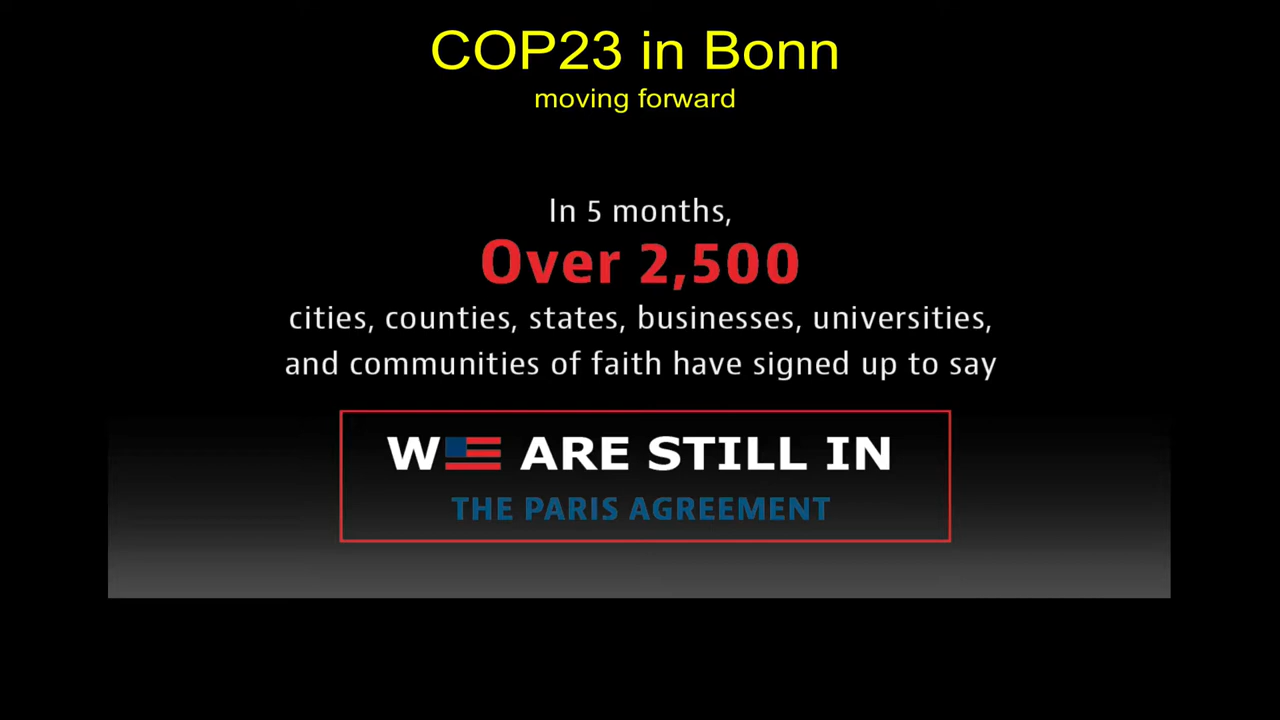 COP23 in Bonn
moving forward
In 5 months,
Over 2,500
cities, counties, states, businesses, universities,
and communities of faith have signed up to say
WE ARE STILL IN
THE PARIS AGREEMENT